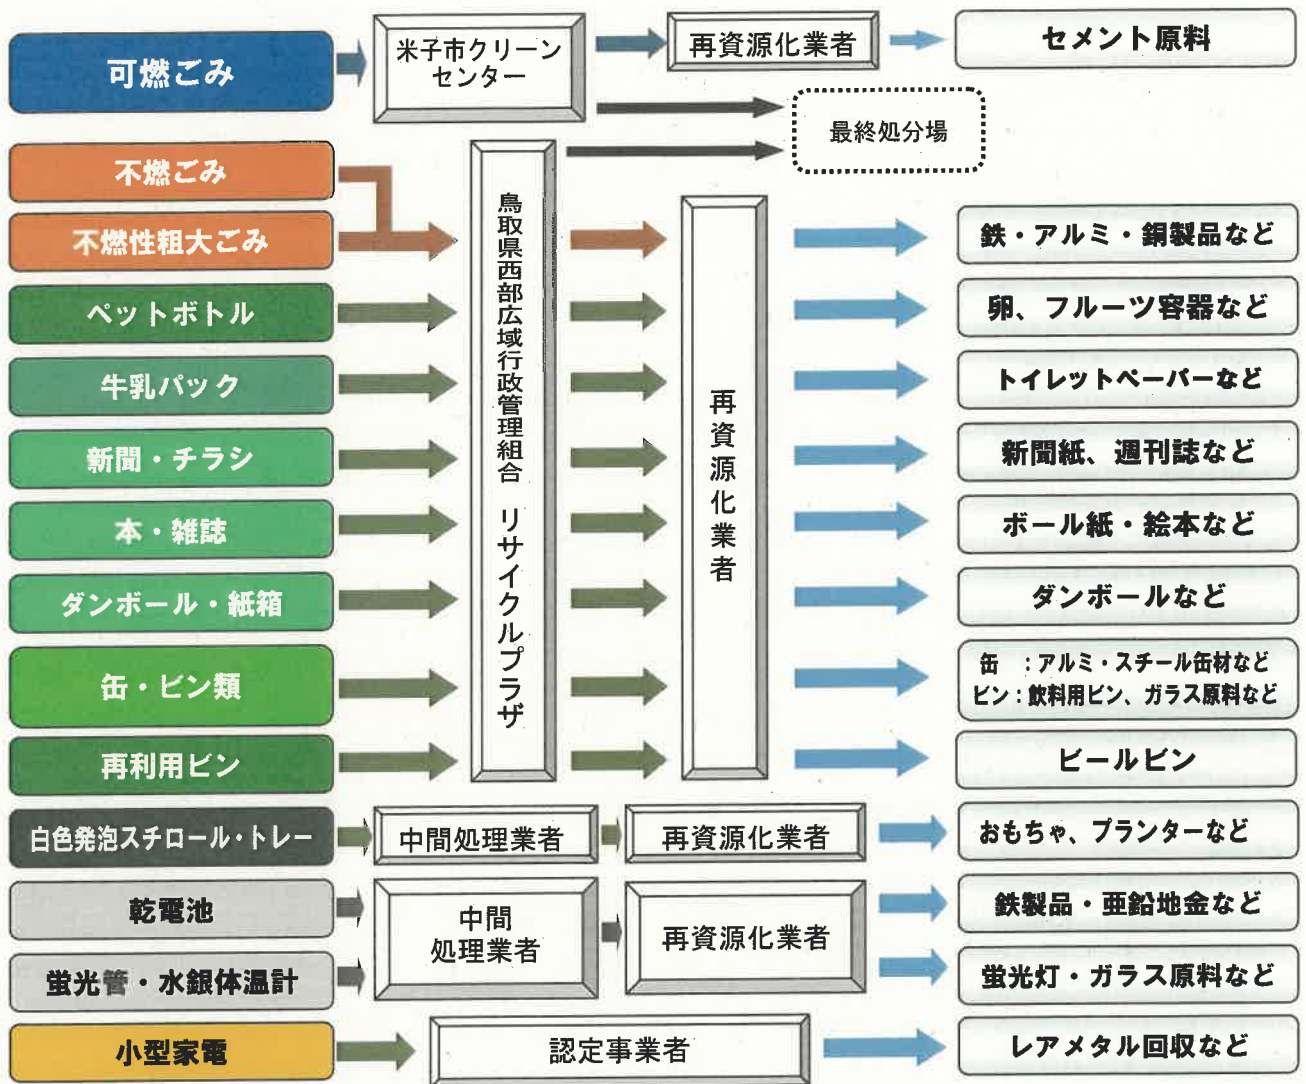 可燃ごみ
米子市クリーン
センター
再資源化業者
セメント原料
最終処分場
不燃ごみ
不燃性粗大ごみ
ペットボトル
牛乳パック
新聞・チラシ
本・雑誌
ダンボール・紙箱
缶・ビン類
再利用ビン
鳥取県西部広域行政管理組合 リサイクルプラザ
再資源化業者
鉄・アルミ・銅製品など
卵、フルーツ容器など
トイレットペーパーなど
新聞紙、週刊誌など
ボール紙・絵本など
ダンボールなど
缶 ：アルミ・スチール缶材など
ビン：飲料用ビン、ガラス原料など
ビールビン
白色発泡スチロール・トレー
中間処理業者
再資源化業者
おもちゃ、プランターなど
乾電池
蛍光管・水銀体温計
中間
処理業者
再資源化業者
鉄製品・亜鉛地金など
蛍光灯・ガラス原料など
小型家電
認定事業者
レアメタル回収など